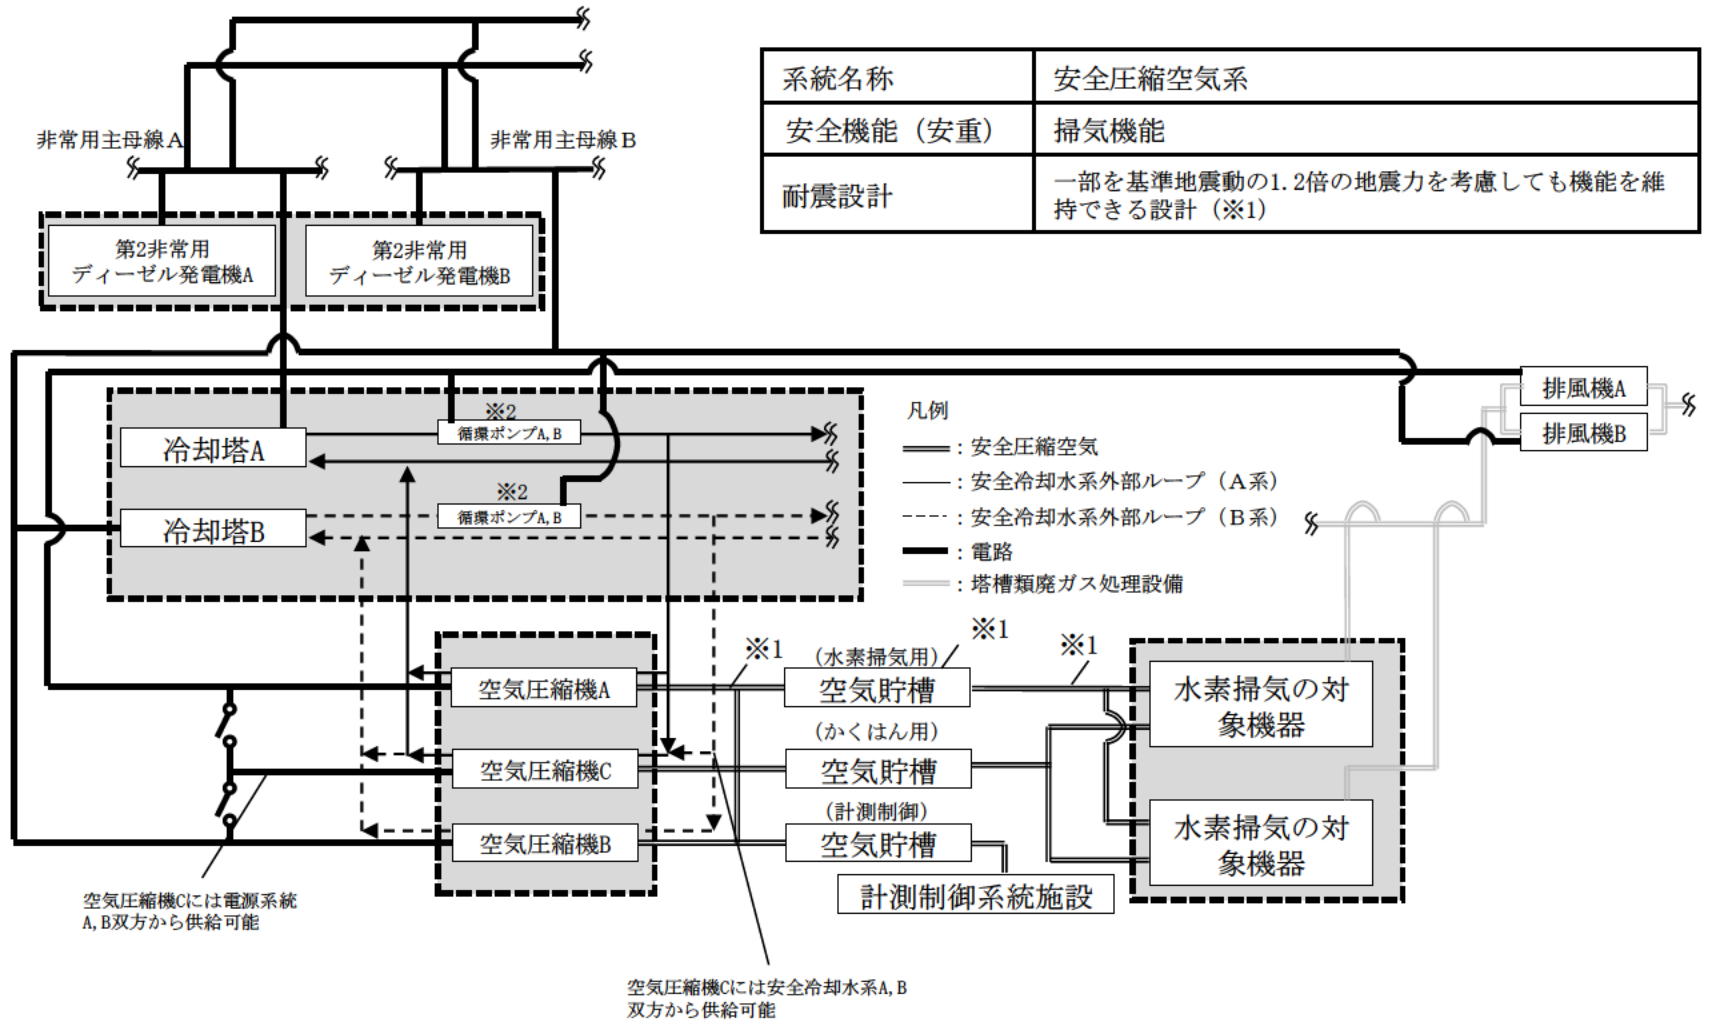 系統名称
安全圧縮空気系
安全機能（安重）
掃気機能
耐震設計
一部を基準地震動の1.2倍の地震力を考慮しても機能を維
持できる設計（※1）
非常用主母線A
非常用主母線B
第2非常用
ディーゼル発電機A
第2非常用
ディーゼル発電機B
排風機A
排風機B
冷却塔A
※2
循環ポンプA,B
冷却塔B
※2
循環ポンプA,B
凡例
：安全圧縮空気
：安全冷却水系外部ループ（A系）
：安全冷却水系外部ループ（B系）
：電路
：塔槽類廃ガス処理設備
空気圧縮機A
空気圧縮機C
空気圧縮機B
※1
※1
※1
(水素掃気用)
空気貯槽
(かくはん用)
空気貯槽
(計測制御)
空気貯槽
計測制御系統施設
水素掃気の対
象機器
水素掃気の対
象機器
空気圧縮機Cには電源系統
A,B双方から供給可能
空気圧縮機Cには安全冷却水系A,B
双方から供給可能